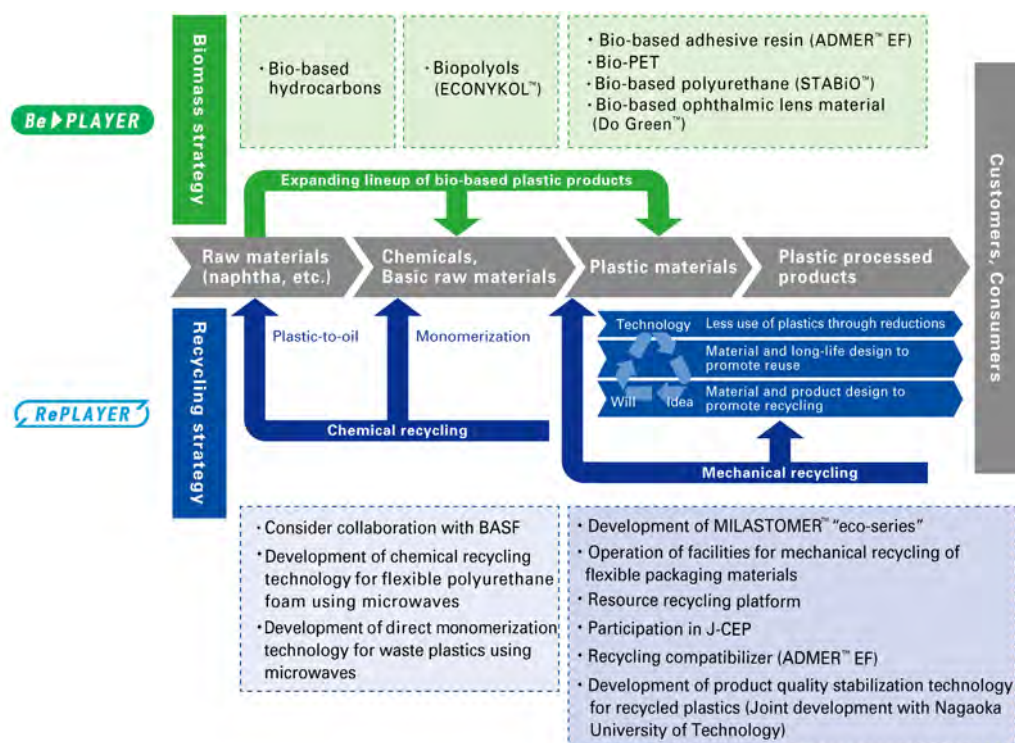 Be PLAYER
Biomass strategy
・Bio-based
hydrocarbons
・Biopolyols
(ECONYKOL™)
・Bio-based adhesive resin (ADMER™ EF)
・Bio-PET
・Bio-based polyurethane (STABiO™)
・Bio-based ophthalmic lens material
(Do Green™)
Expanding lineup of bio-based plastic products
Raw materials
(naphtha, etc.)
Chemicals,
Basic raw materials
Plastic materials
Plastic processed
products
Customers, Consumers
RePLAYER
Recycling strategy
Plastic-to-oil
Monomerization
Chemical recycling
Technology
Will
Idea
Less use of plastics through reductions
Material and long-life design to
promote reuse
Material and product design to
promote recycling
Mechanical recycling
・Consider collaboration with BASF
・Development of chemical recycling
technology for flexible polyurethane
foam using microwaves
・Development of direct monomerization
technology for waste plastics using
microwaves
・Development of MILASTOMER™ “eco-series”
・Operation of facilities for mechanical recycling of
flexible packaging materials
・Resource recycling platform
・Participation in J-CEP
・Recycling compatibilizer (ADMER™ EF)
・Development of product quality stabilization technology
for recycled plastics (Joint development with Nagaoka
University of Technology)